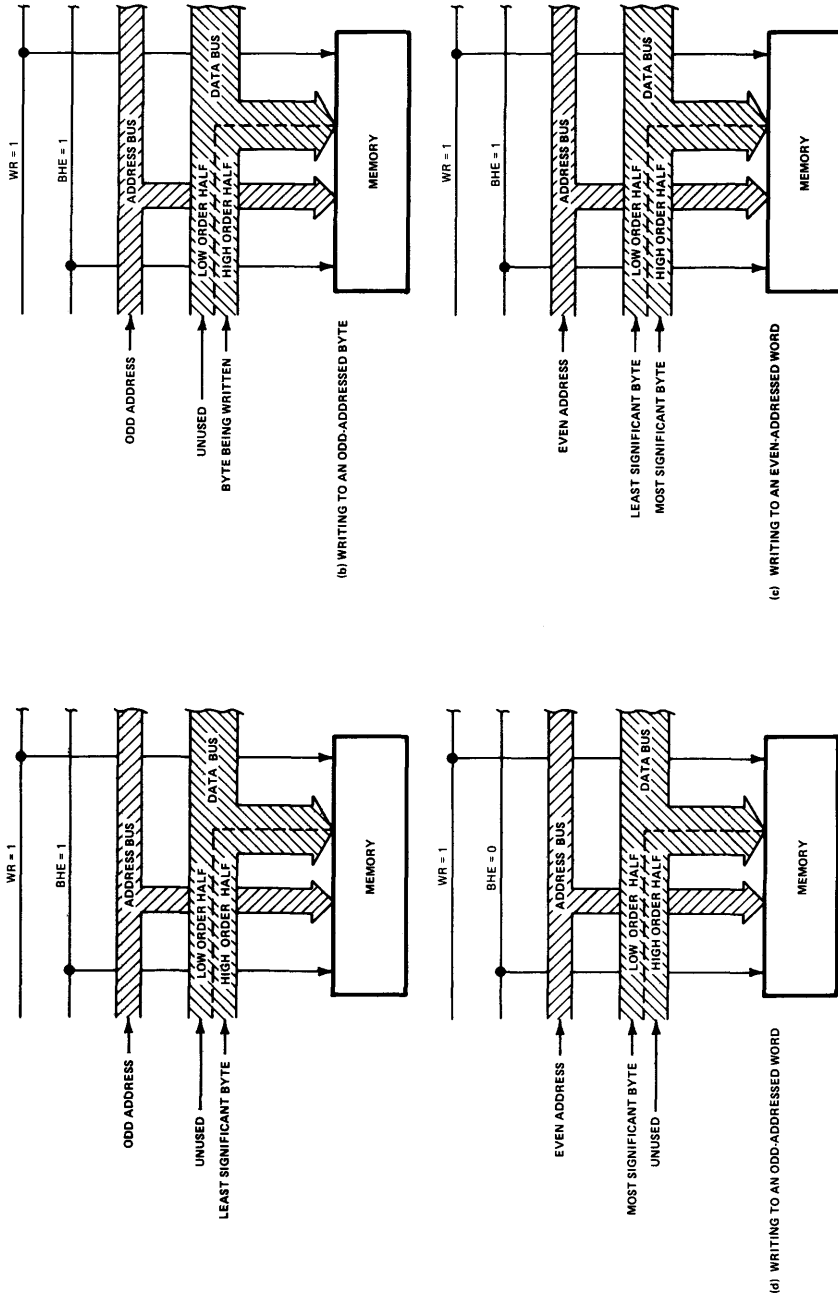 WR = 1
BHE = 1
ADDRESS BUS
DATA BUS
LOW ORDER HALF
HIGH ORDER HALF
ODD ADDRESS
UNUSED
BYTE BEING WRITTEN
MEMORY
(b) WRITING TO AN ODD-ADDRESSED BYTE
WR = 1
BHE = 1
ADDRESS BUS
DATA BUS
LOW ORDER HALF
HIGH ORDER HALF
EVEN ADDRESS
LEAST SIGNIFICANT BYTE
MOST SIGNIFICANT BYTE
MEMORY
(c) WRITING TO AN EVEN-ADDRESSED WORD
WR = 1
BHE = 1
ADDRESS BUS
DATA BUS
LOW ORDER HALF
HIGH ORDER HALF
ODD ADDRESS
UNUSED
LEAST SIGNIFICANT BYTE
MEMORY
WR = 1
BHE = 0
ADDRESS BUS
DATA BUS
LOW ORDER HALF
HIGH ORDER HALF
EVEN ADDRESS
MOST SIGNIFICANT BYTE
UNUSED
MEMORY
(d) WRITING TO AN ODD-ADDRESSED WORD